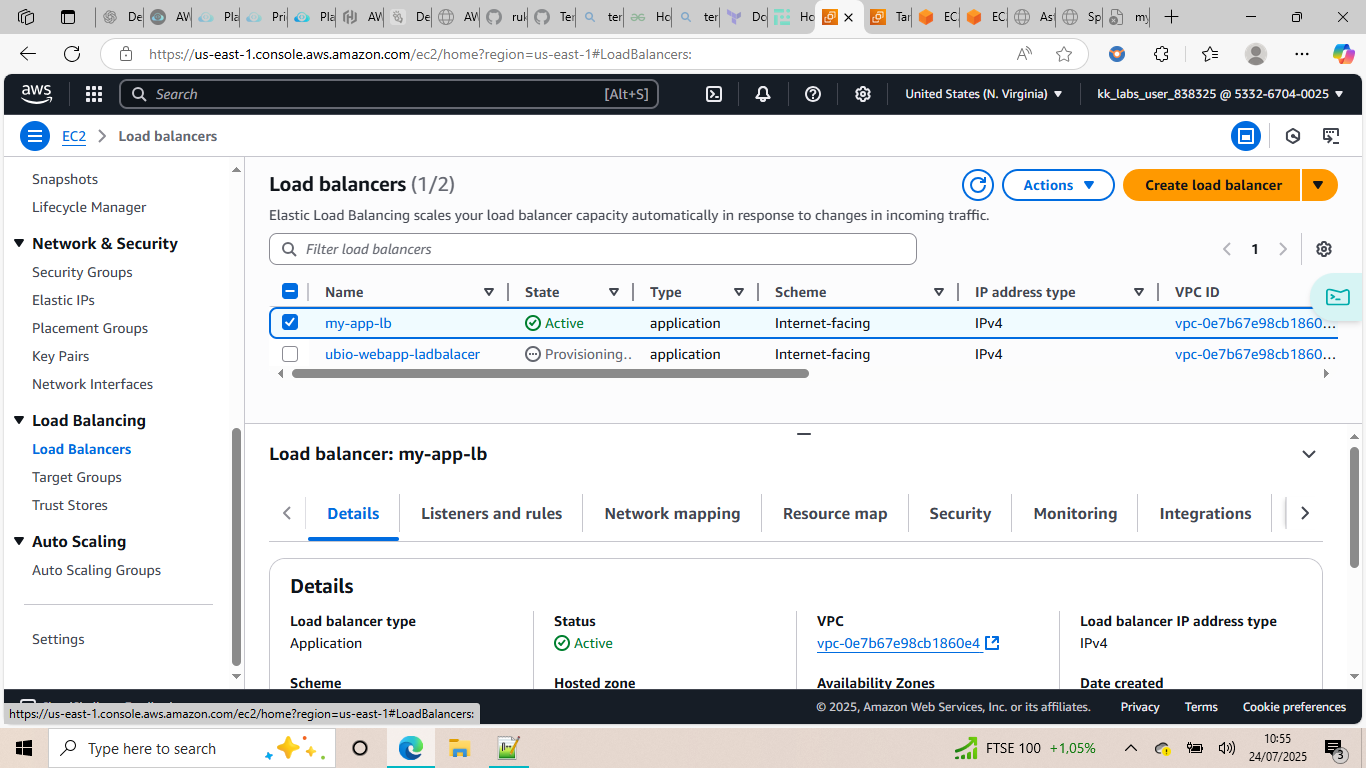 De
AV
Pla
Pri
Pla
AV
De
AV
ruk
Ter
ter
Ho
ter
Do
Ho
Tar
EC
EC
Ast
Sp
my
https://us-east-1.console.aws.amazon.com/ec2/home?region=us-east-1#LoadBalancers:
aws
Search [Alt+S]
United States (N. Virginia)
kk_labs_user_838325 @ 5332-6704-0025
EC2 > Load balancers
Snapshots
Lifecycle Manager
Network & Security
Security Groups
Elastic IPs
Placement Groups
Key Pairs
Network Interfaces
Load Balancing
Load Balancers
Target Groups
Trust Stores
Auto Scaling
Auto Scaling Groups
Settings
Load balancers (1/2)
Actions
Create load balancer
Elastic Load Balancing scales your load balancer capacity automatically in response to changes in incoming traffic.
Filter load balancers
1
Name State Type Scheme IP address type VPC ID
my-app-lb Active application Internet-facing IPv4 vpc-0e7b67e98cb1860...
ubio-webapp-ladbalacer Provisioning.. application Internet-facing IPv4 vpc-0e7b67e98cb1860...
Load balancer: my-app-lb
Details Listeners and rules Network mapping Resource map Security Monitoring Integrations
Details
Load balancer type Status VPC Load balancer IP address type
Application Active vpc-0e7b67e98cb1860e4 IPv4
Scheme Hosted zone Availability Zones Date created
https://us-east-1.console.aws.amazon.com/ec2/home?region=us-east-1#LoadBalancers:
© 2025, Amazon Web Services, Inc. or its affiliates. Privacy Terms Cookie preferences
Type here to search
FTSE 100 +1,05%
10:55
24/07/2025
3